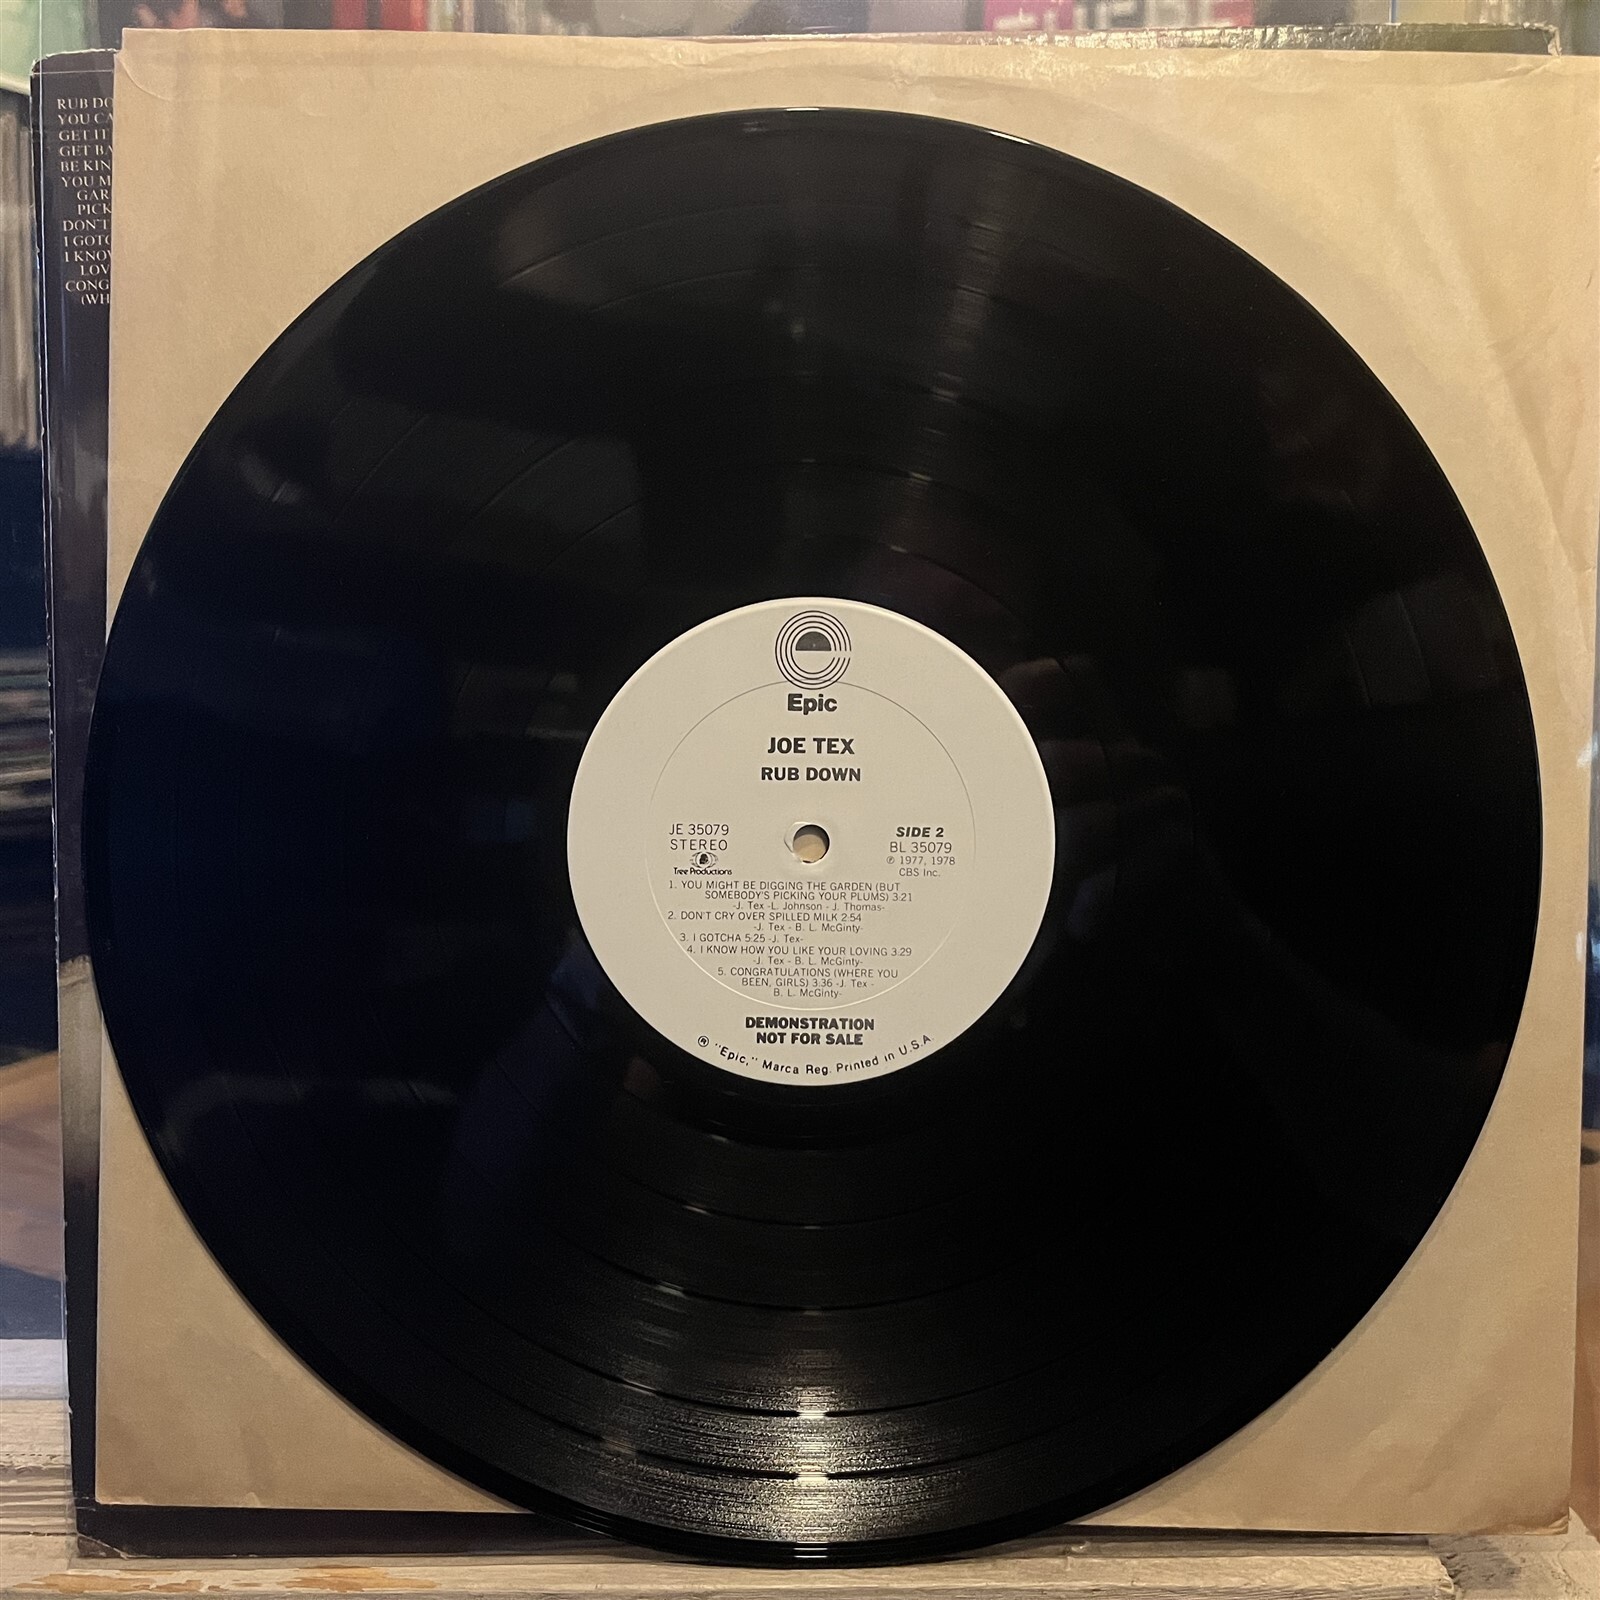 RUB DO
YOU CA
GET IT
GET BA
BE KIN
YOU M
GAR
PICK
DON'T
I GOTC
I KNOW
LOV
CONG
(WH
Epic
JOE TEX
RUB DOWN
JE 35079
STEREO
Tree Productions
SIDE 2
BL 35079
℗ 1977, 1978
CBS Inc.
1. YOU MIGHT BE DIGGING THE GARDEN (BUT
SOMEBODY'S PICKING YOUR PLUMS) 3:21
-J. Tex -L. Johnson - J. Thomas-
2. DON'T CRY OVER SPILLED MILK 2:54
-J. Tex - B. L. McGinty-
3. I GOTCHA 5:25 -J. Tex-
4. I KNOW HOW YOU LIKE YOUR LOVING 3:29
-J. Tex - B. L. McGinty-
5. CONGRATULATIONS (WHERE YOU
BEEN, GIRLS) 3:36 -J. Tex -
B. L. McGinty-
DEMONSTRATION
NOT FOR SALE
® "Epic," Marca Reg. Printed in U.S.A.